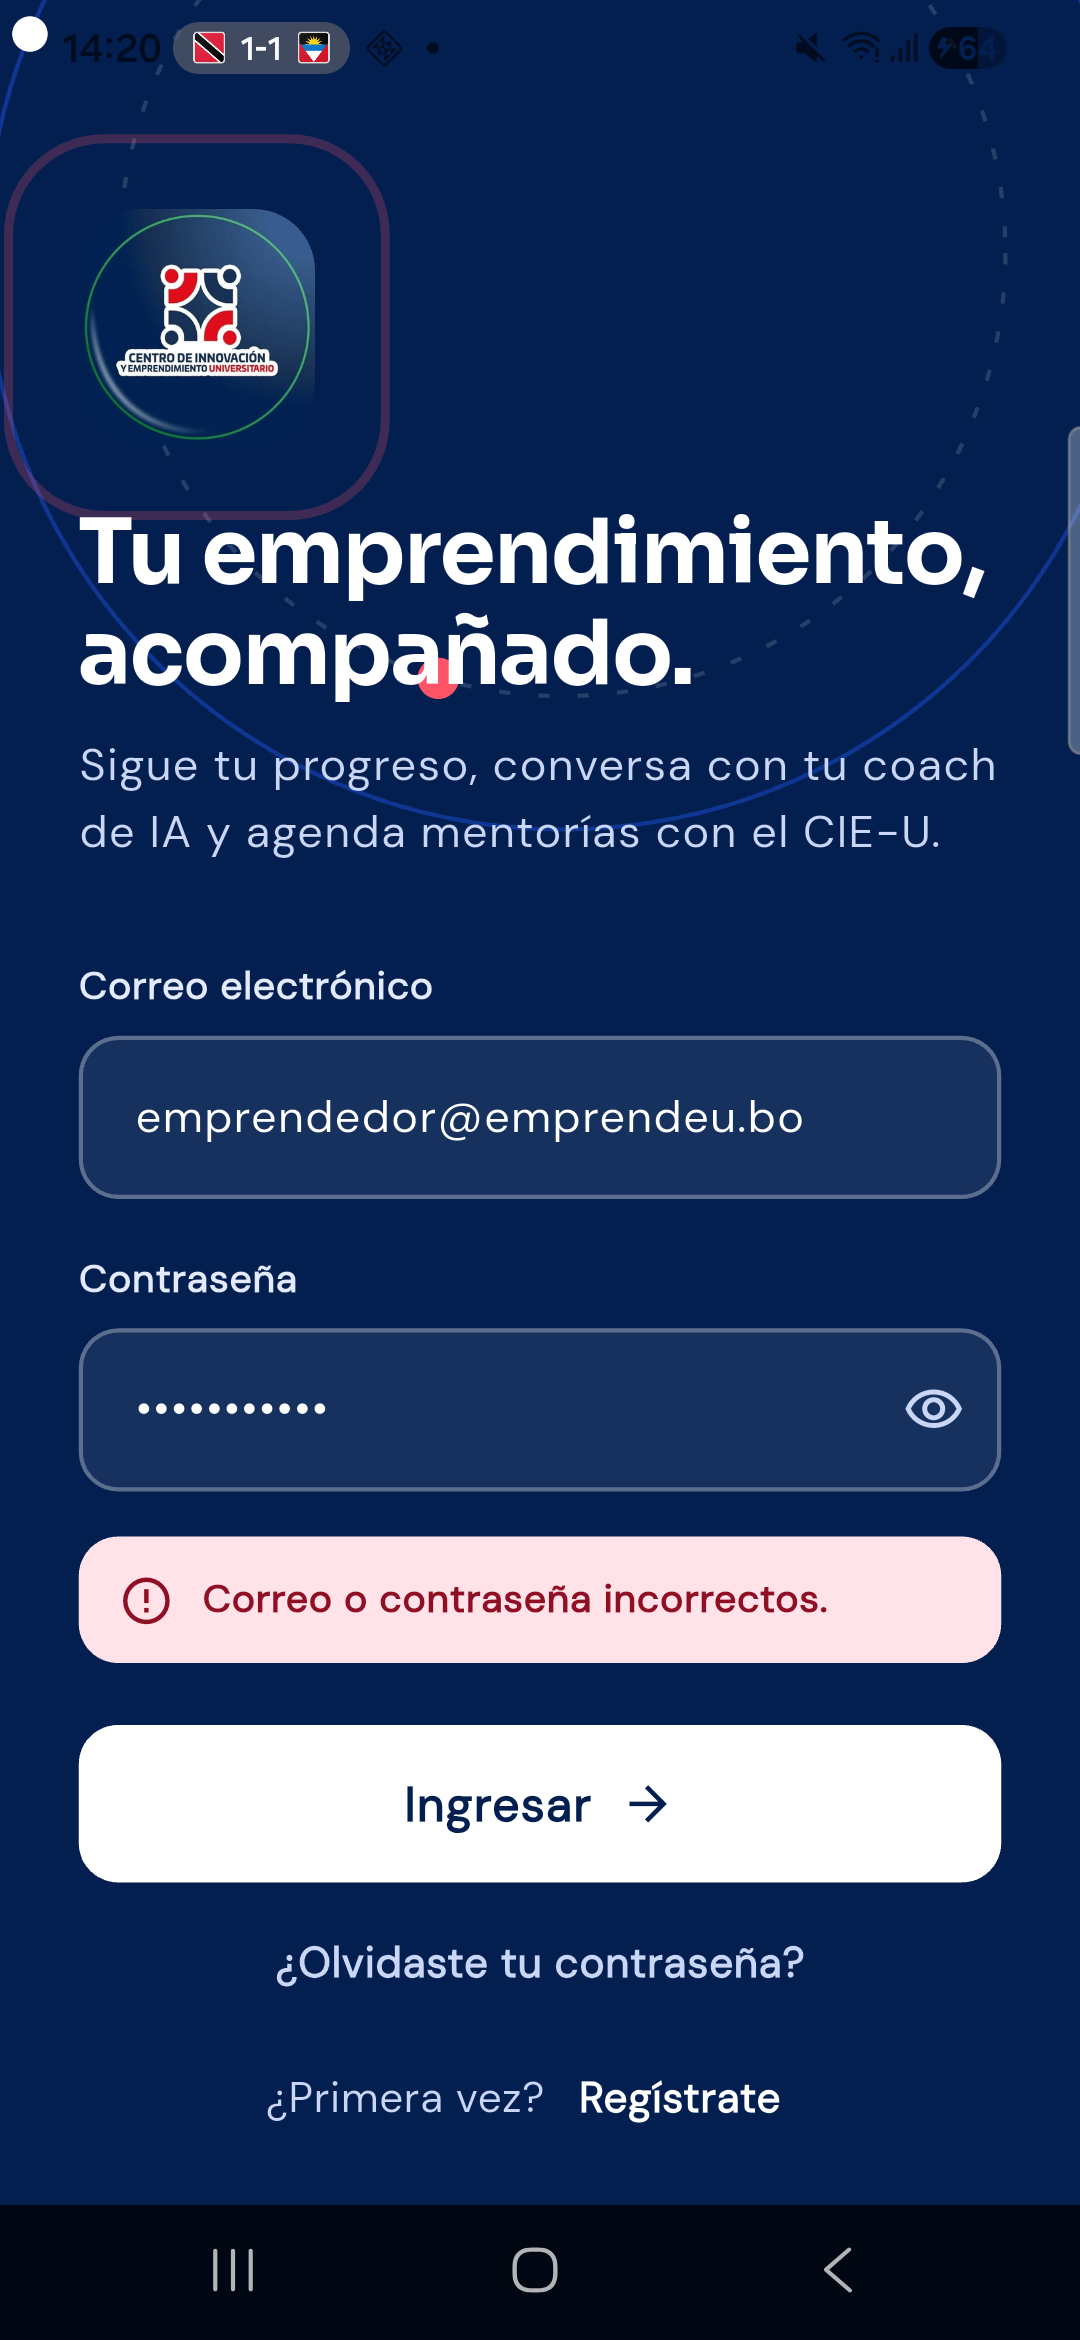 14:20 1-1 64
CENTRO DE INNOVACIÓN
Y EMPRENDIMIENTO UNIVERSITARIO
Tu emprendimiento,
acompañado.
Sigue tu progreso, conversa con tu coach
de IA y agenda mentorías con el CIE-U.
Correo electrónico
emprendedor@emprendeu.bo
Contraseña
•••••••••••
Correo o contraseña incorrectos.
Ingresar →
¿Olvidaste tu contraseña?
¿Primera vez? Regístrate